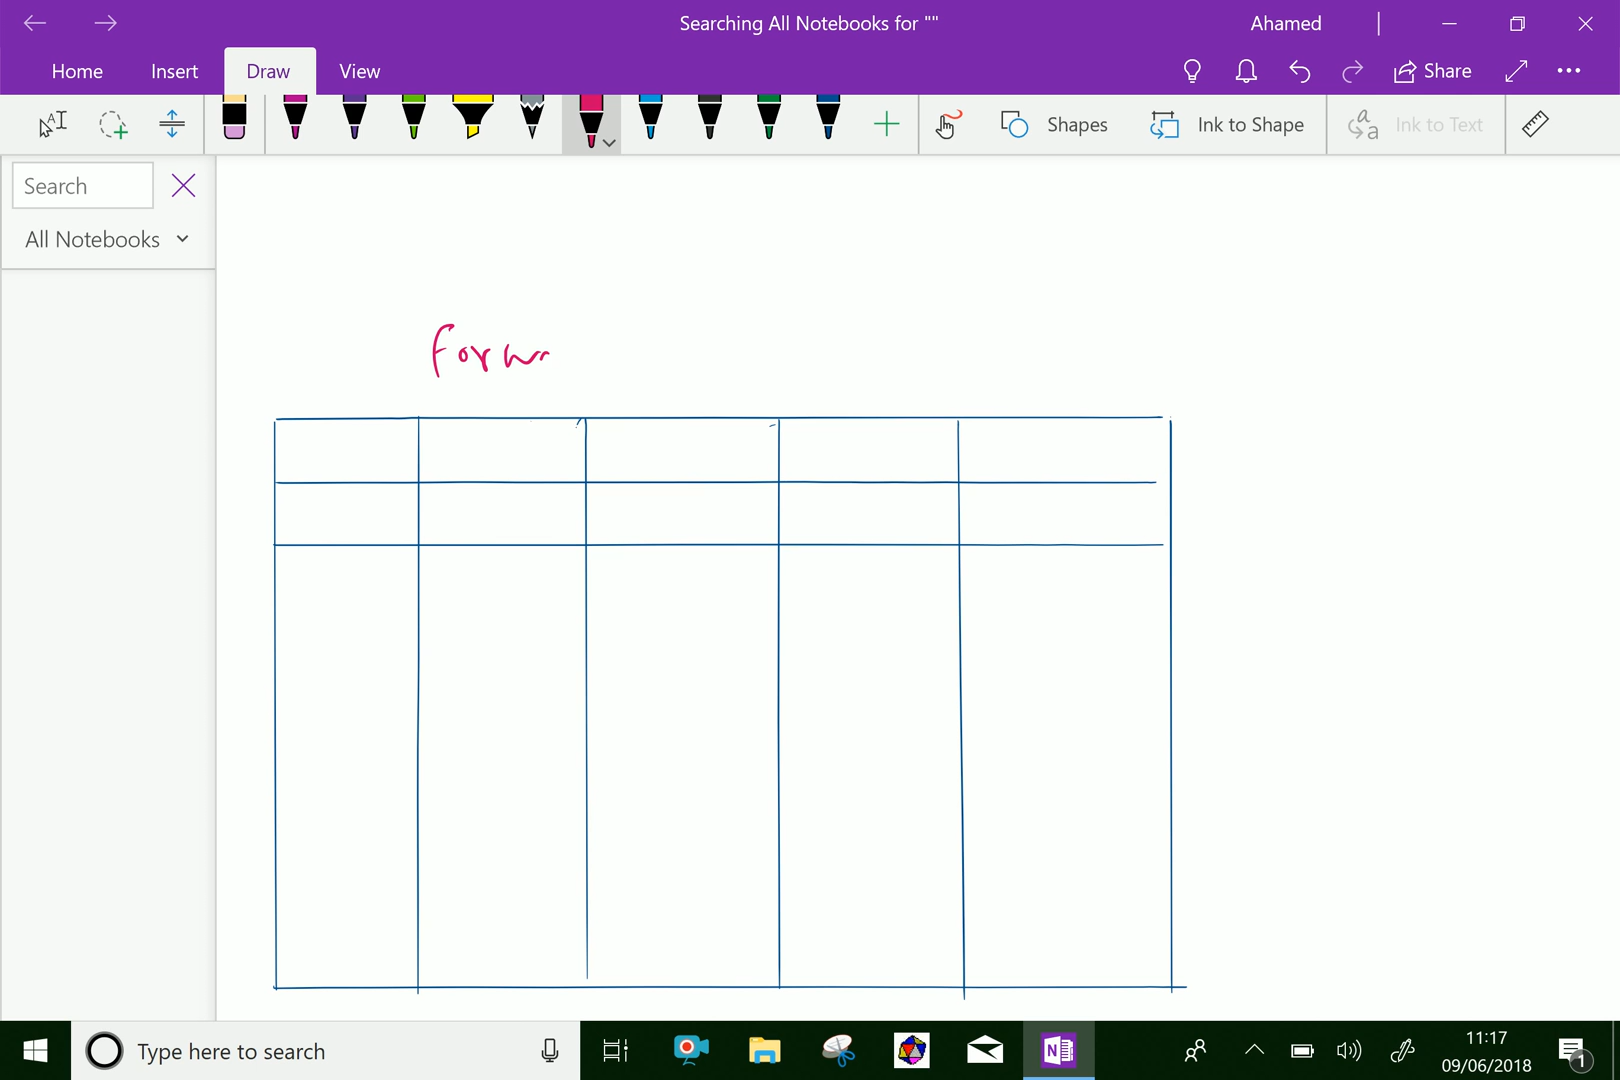 Searching All Notebooks for ""
Ahamed
Home Insert Draw View
Share
Shapes Ink to Shape Ink to Text
Search
All Notebooks
Type here to search
11:17
09/06/2018
1